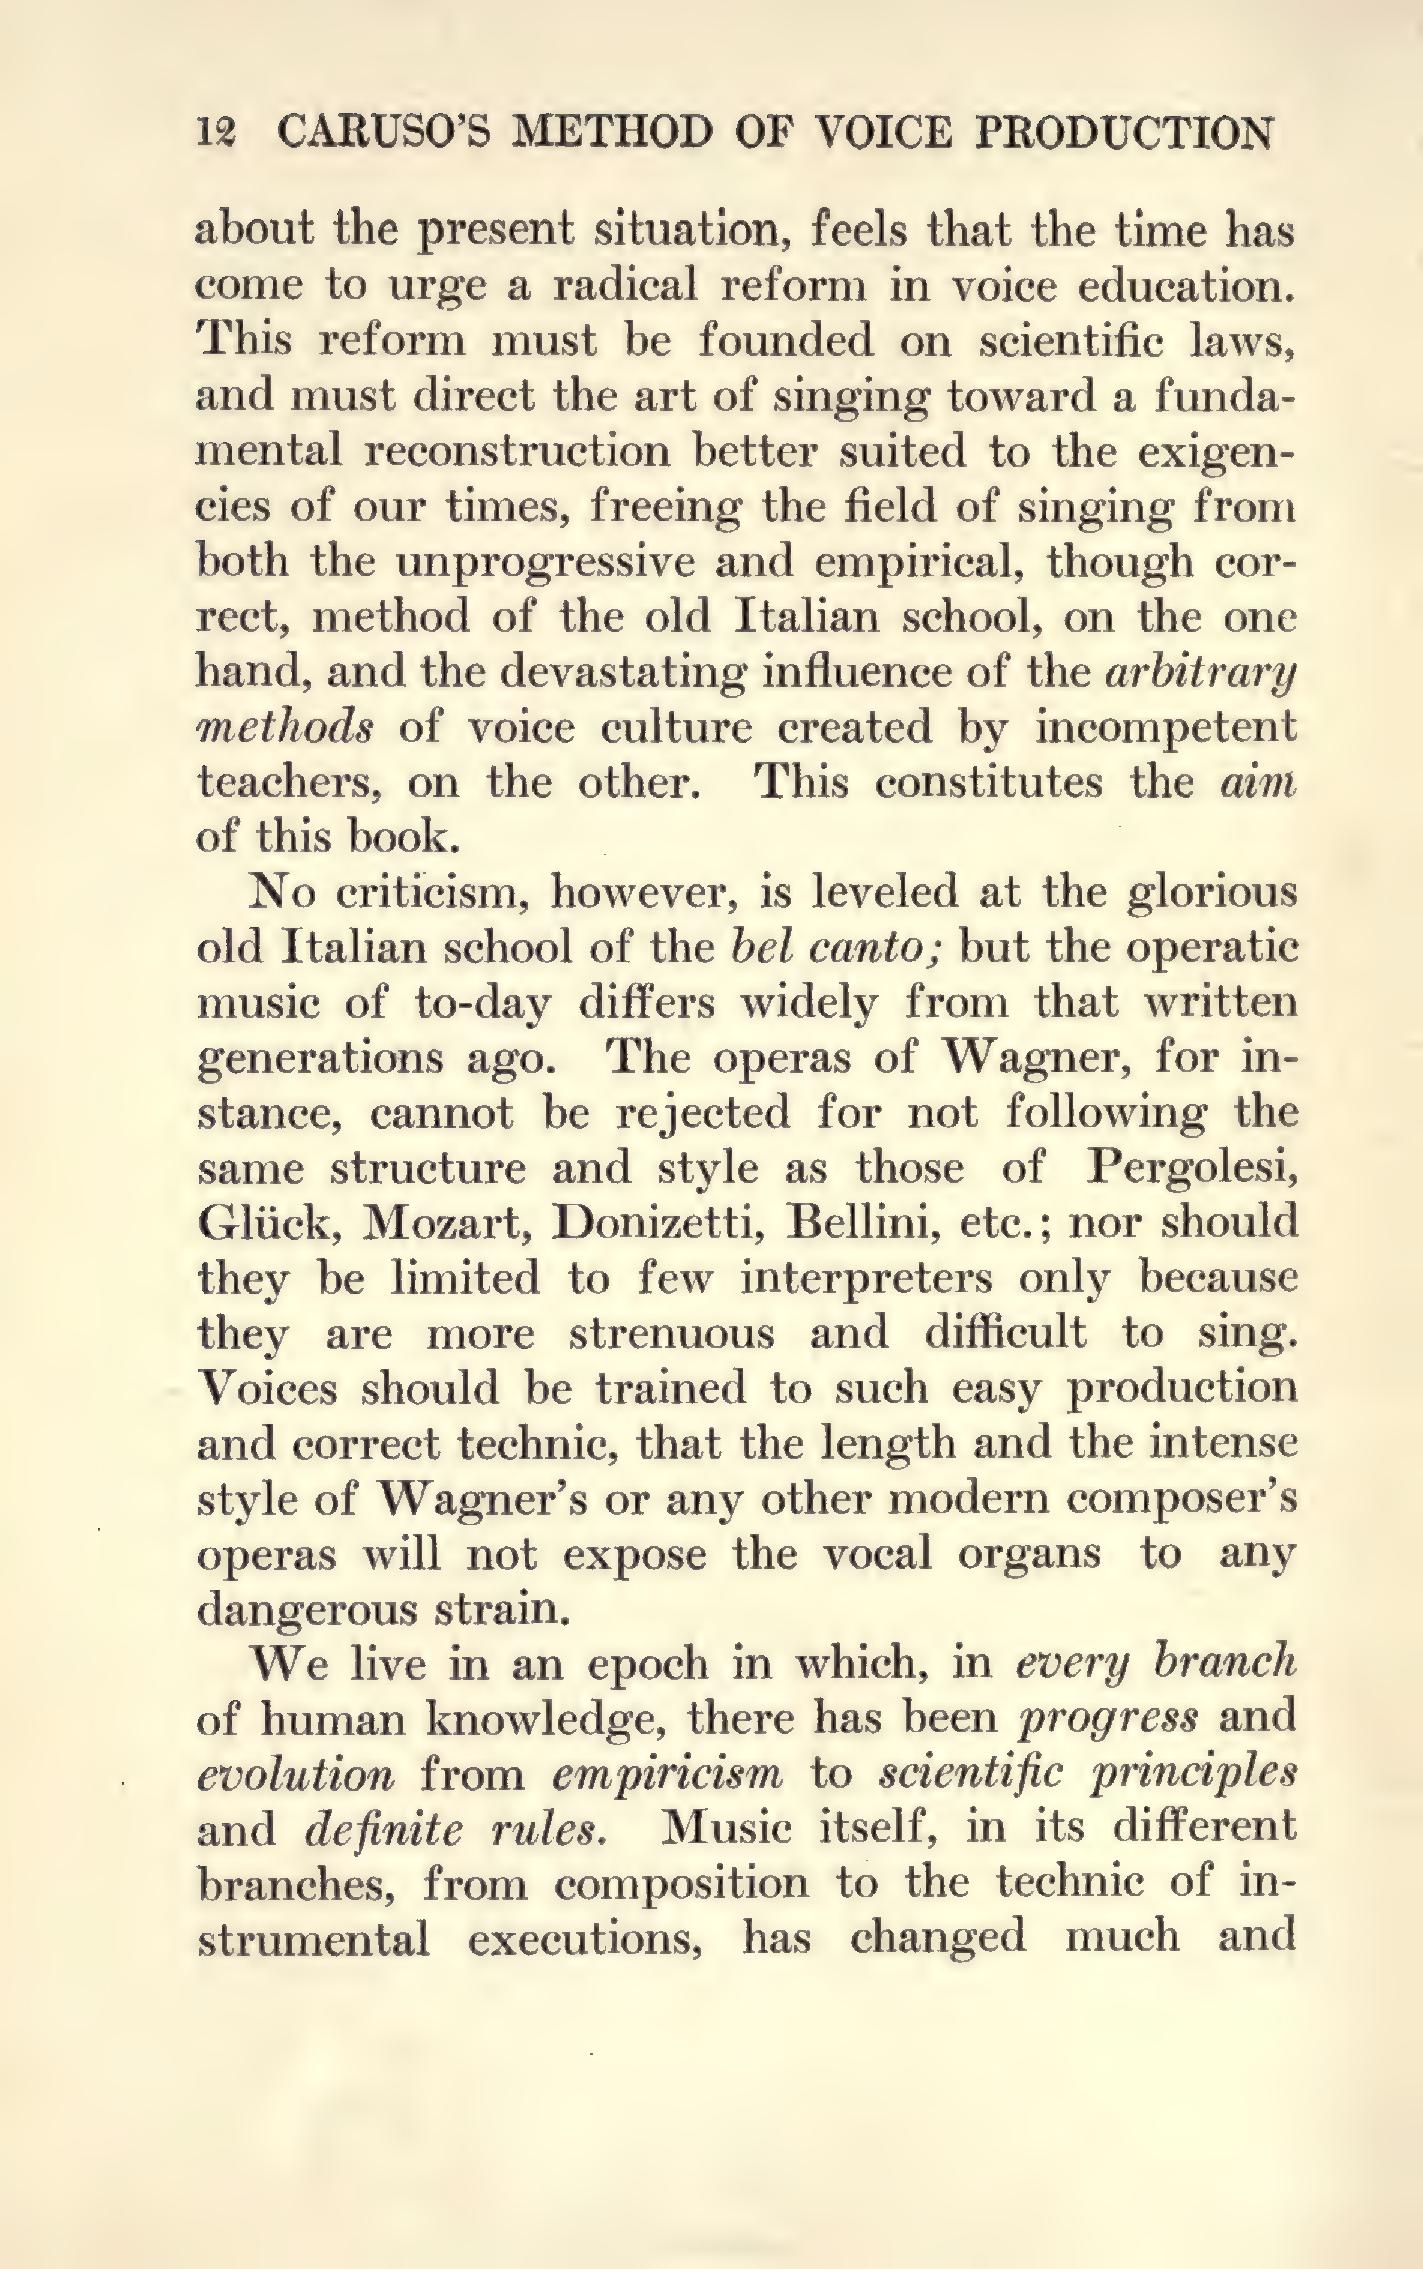 12 CARUSO'S METHOD OF VOICE PRODUCTION
about the present situation, feels that the time has
come to urge a radical reform in voice education.
This reform must be founded on scientific laws,
and must direct the art of singing toward a funda-
mental reconstruction better suited to the exigen-
cies of our times, freeing the field of singing from
both the unprogressive and empirical, though cor-
rect, method of the old Italian school, on the one
hand, and the devastating influence of the arbitrary
methods of voice culture created by incompetent
teachers, on the other. This constitutes the aim
of this book.
No criticism, however, is leveled at the glorious
old Italian school of the bel canto; but the operatic
music of to-day differs widely from that written
generations ago. The operas of Wagner, for in-
stance, cannot be rejected for not following the
same structure and style as those of Pergolesi,
Glück, Mozart, Donizetti, Bellini, etc.; nor should
they be limited to few interpreters only because
they are more strenuous and difficult to sing.
Voices should be trained to such easy production
and correct technic, that the length and the intense
style of Wagner's or any other modern composer's
operas will not expose the vocal organs to any
dangerous strain.
We live in an epoch in which, in every branch
of human knowledge, there has been progress and
evolution from empiricism to scientific principles
and definite rules. Music itself, in its different
branches, from composition to the technic of in-
strumental executions, has changed much and